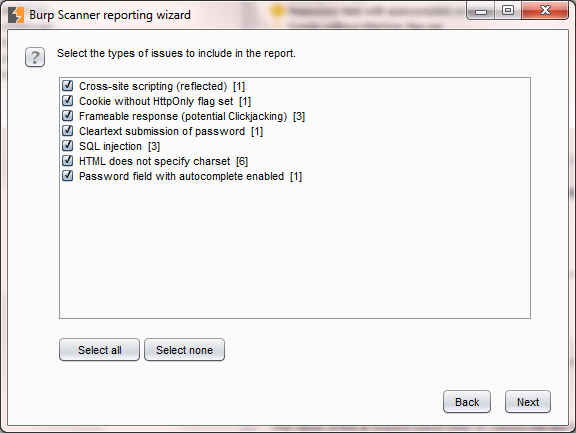 Burp Scanner reporting wizard
Select the types of issues to include in the report.
Cross-site scripting (reflected) [1]
Cookie without HttpOnly flag set [1]
Frameable response (potential Clickjacking) [3]
Cleartext submission of password [1]
SQL injection [3]
HTML does not specify charset [6]
Password field with autocomplete enabled [1]
Select all
Select none
Back
Next